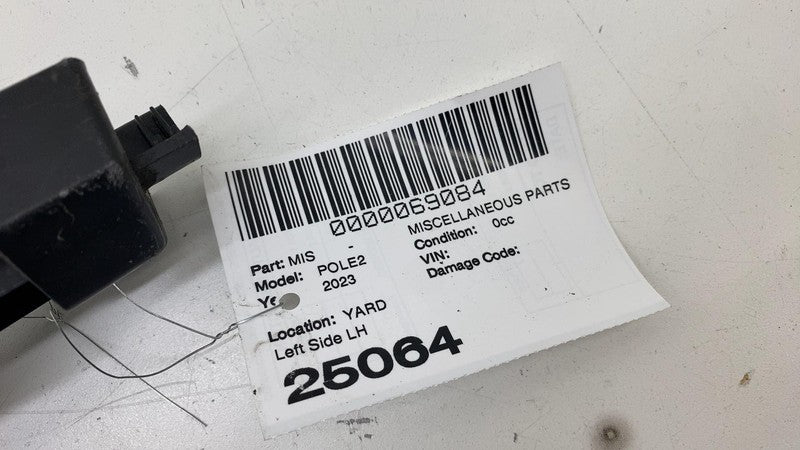 0000069084
Part: MIS - MISCELLANEOUS PARTS
Model: POLE2 Condition: 0cc
2023 VIN:
Damage Code:
Location: YARD
Left Side LH
25064